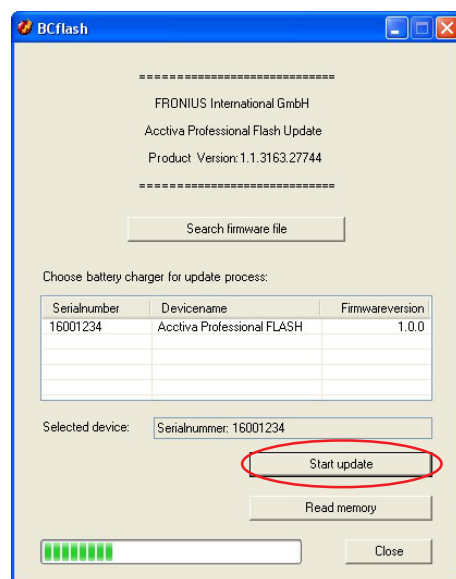 BCflash
=============================
FRONIUS International GmbH
Acctiva Professional Flash Update
Product Version:1.1.3163.27744
=============================
Search firmware file
Choose battery charger for update process:
Serialnumber Devicename Firmwareversion
16001234 Acctiva Professional FLASH 1.0.0
Selected device: Serialnummer: 16001234
Start update
Read memory
Close